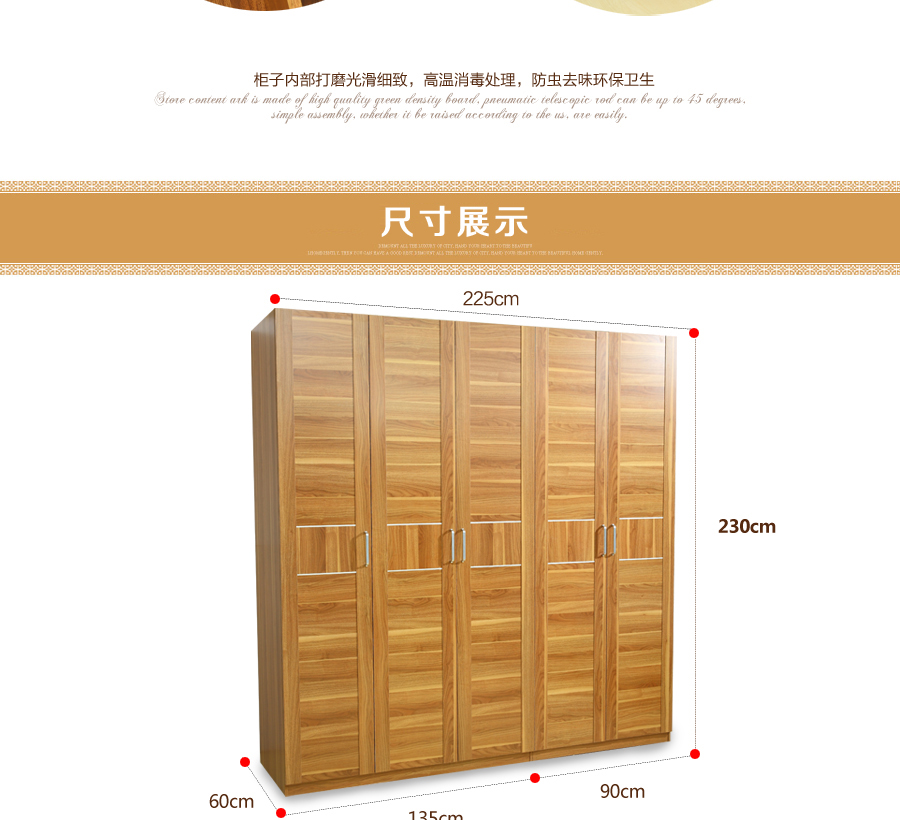 柜子内部打磨光滑细致，高温消毒处理，防虫去味环保卫生
Store content ark is made of high quality green density board, pneumatic telescopic rod can be up to 45 degrees,
simple assembly, whether it be raised according to the us, are easily.
尺寸展示
225cm
230cm
60cm
90cm
135cm